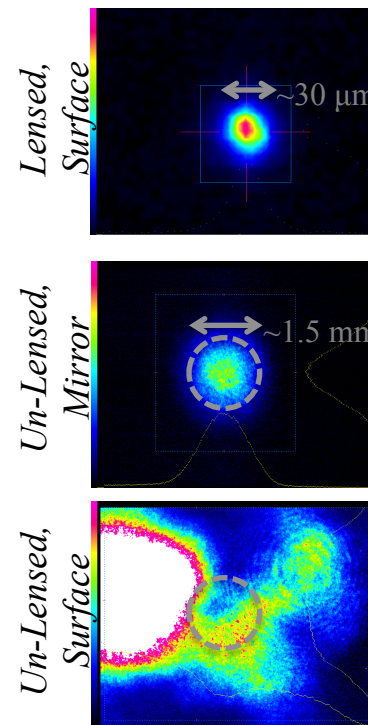 Lensed,
Surface
~30 μm
Un-Lensed,
Mirror
~1.5 mm
Un-Lensed,
Surface